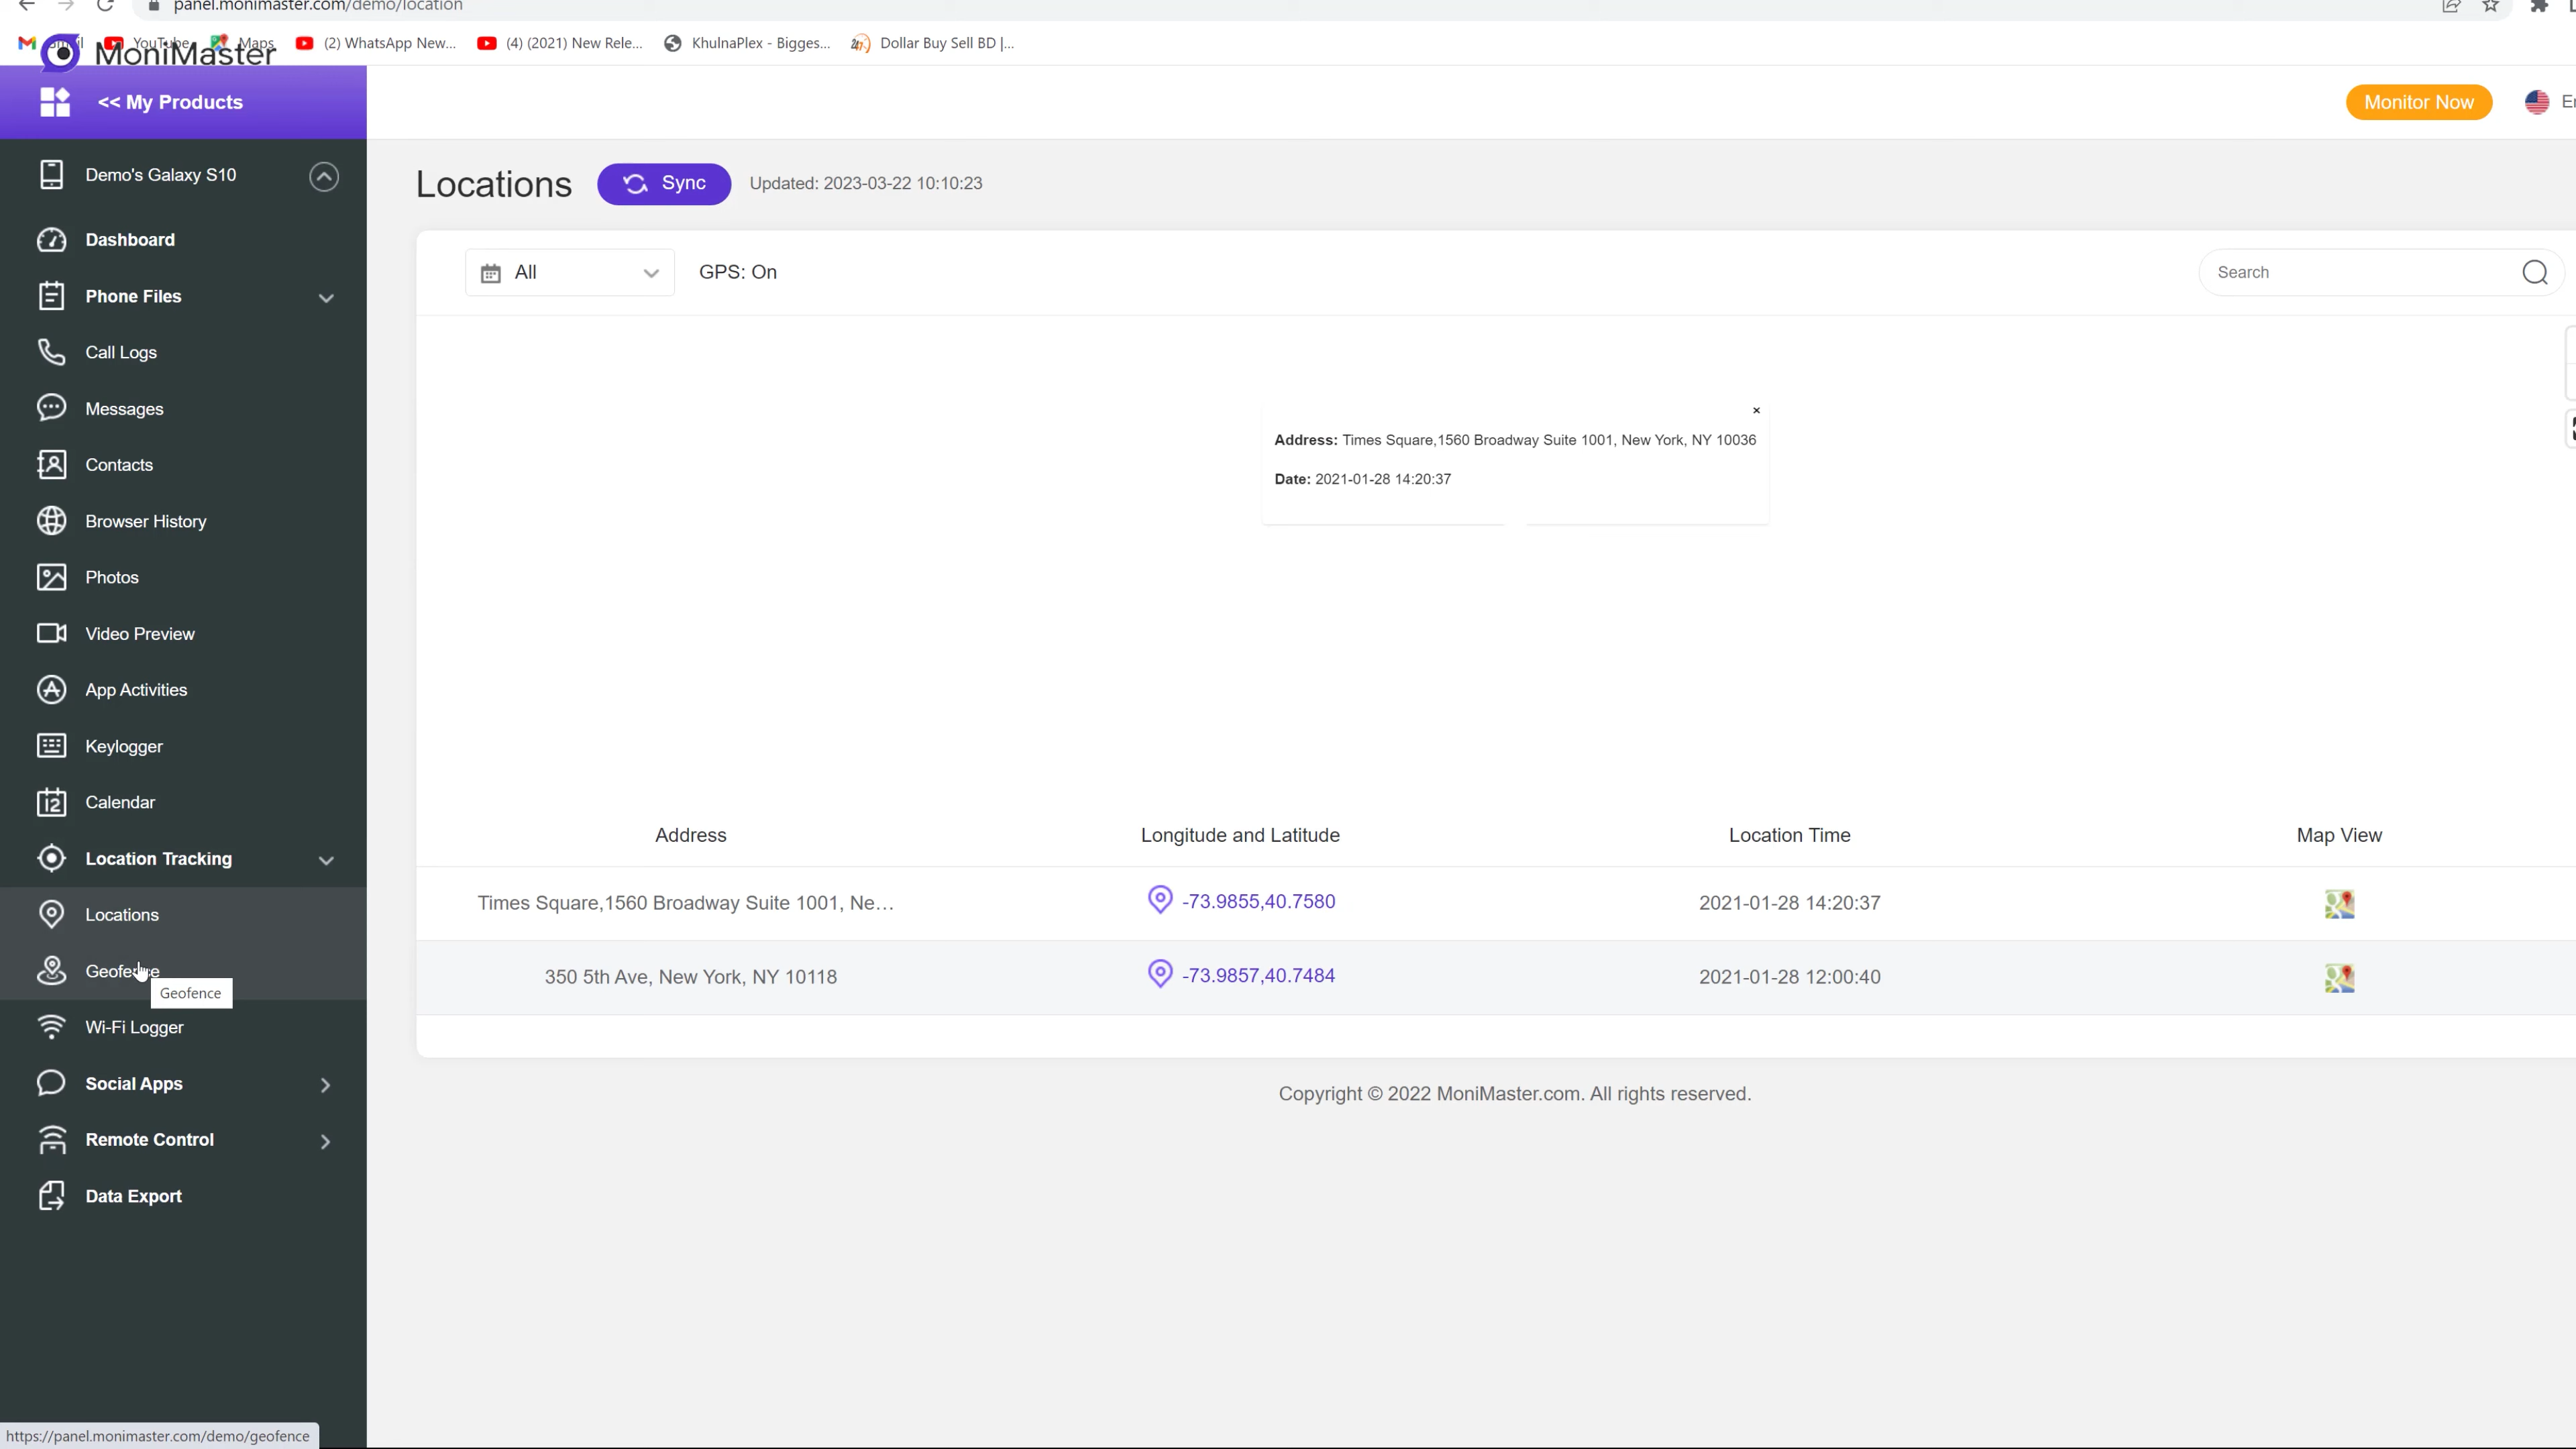 panel.monimaster.com/demo/location
YouTube Maps (2) WhatsApp New... (4) (2021) New Rele... KhulnaPlex - Bigges... Dollar Buy Sell BD |...
MoniMaster
<< My Products
Monitor Now
Demo's Galaxy S10
Locations Sync Updated: 2023-03-22 10:10:23
Dashboard
All GPS: On Search
Phone Files
Call Logs
Messages
Contacts
Browser History
Photos
Video Preview
App Activities
Keylogger
Calendar
Location Tracking
Locations
Geofence
Geofence
Wi-Fi Logger
Social Apps
Remote Control
Data Export
×
Address: Times Square,1560 Broadway Suite 1001, New York, NY 10036
Date: 2021-01-28 14:20:37
Address Longitude and Latitude Location Time Map View
Times Square,1560 Broadway Suite 1001, Ne... -73.9855,40.7580 2021-01-28 14:20:37
350 5th Ave, New York, NY 10118 -73.9857,40.7484 2021-01-28 12:00:40
Copyright © 2022 MoniMaster.com. All rights reserved.
https://panel.monimaster.com/demo/geofence